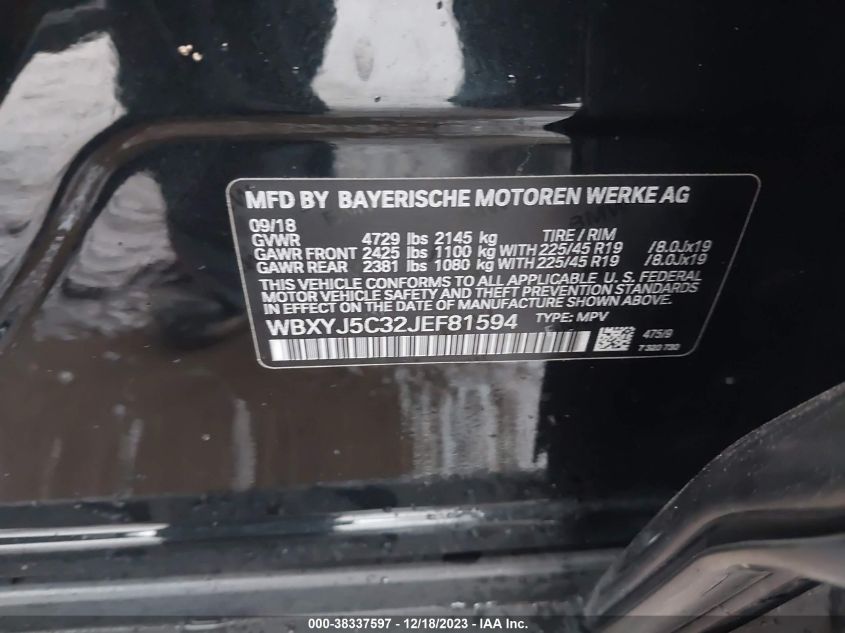 MFD BY BAYERISCHE MOTOREN WERKE AG
09/18
GVWR 4729 lbs 2145 kg TIRE / RIM
GAWR FRONT 2425 lbs 1100 kg WITH 225/45 R19 /8.0Jx19
GAWR REAR 2381 lbs 1080 kg WITH 225/45 R19 /8.0Jx19
THIS VEHICLE CONFORMS TO ALL APPLICABLE U. S. FEDERAL
MOTOR VEHICLE SAFETY AND THEFT PREVENTION STANDARDS
IN EFFECT ON THE DATE OF MANUFACTURE SHOWN ABOVE.
WBXYJ5C32JEF81594 TYPE: MPV
475/9
7 320 730
000-38337597 - 12/18/2023 - IAA Inc.